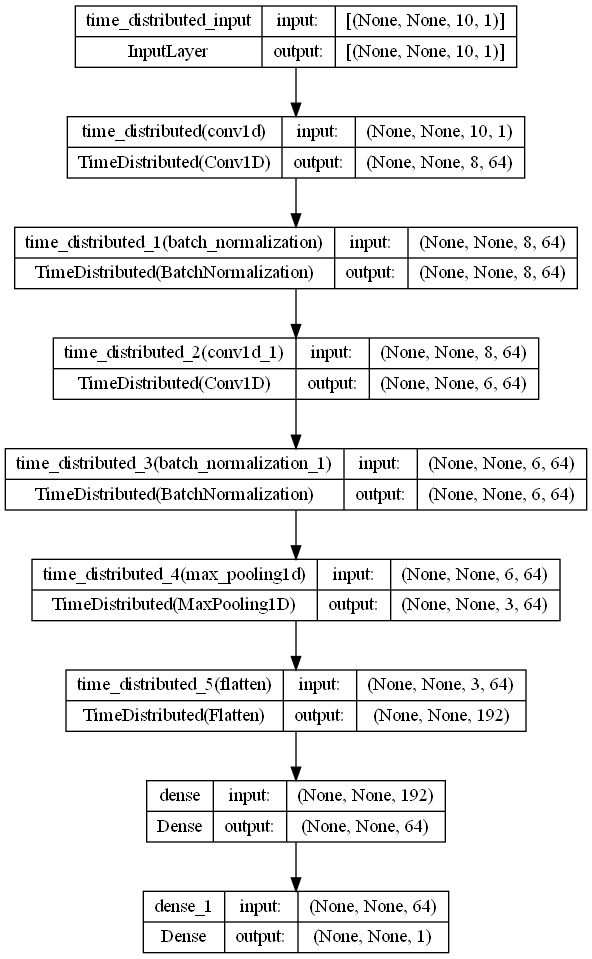 time_distributed_input input: [(None, None, 10, 1)]
InputLayer output: [(None, None, 10, 1)]
time_distributed(conv1d) input: (None, None, 10, 1)
TimeDistributed(Conv1D) output: (None, None, 8, 64)
time_distributed_1(batch_normalization) input: (None, None, 8, 64)
TimeDistributed(BatchNormalization) output: (None, None, 8, 64)
time_distributed_2(conv1d_1) input: (None, None, 8, 64)
TimeDistributed(Conv1D) output: (None, None, 6, 64)
time_distributed_3(batch_normalization_1) input: (None, None, 6, 64)
TimeDistributed(BatchNormalization) output: (None, None, 6, 64)
time_distributed_4(max_pooling1d) input: (None, None, 6, 64)
TimeDistributed(MaxPooling1D) output: (None, None, 3, 64)
time_distributed_5(flatten) input: (None, None, 3, 64)
TimeDistributed(Flatten) output: (None, None, 192)
dense input: (None, None, 192)
Dense output: (None, None, 64)
dense_1 input: (None, None, 64)
Dense output: (None, None, 1)